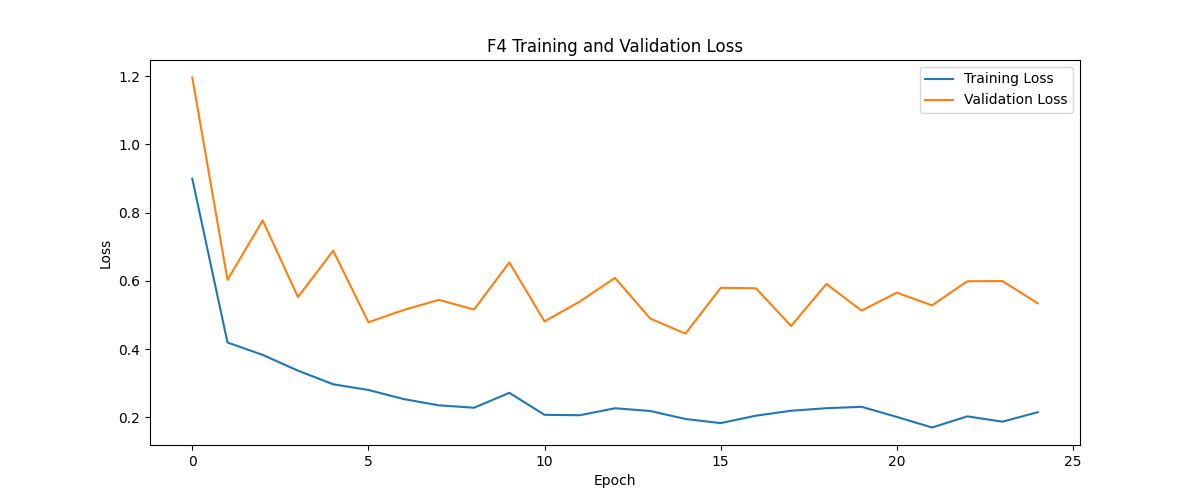 F4 Training and Validation Loss
Training Loss
Validation Loss
1.2
1.0
0.8
0.6
0.4
0.2
Loss
0 5 10 15 20 25
Epoch